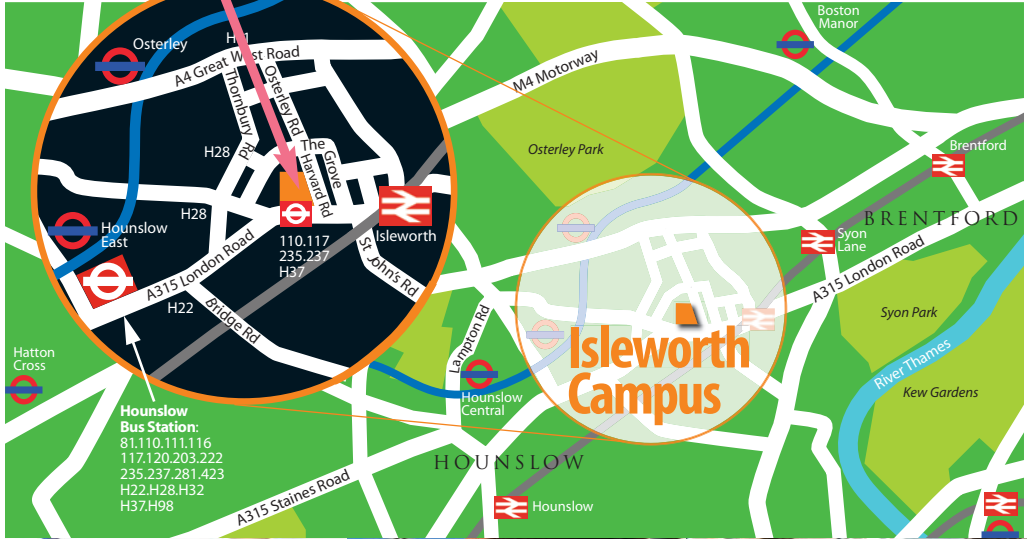 Boston
Manor
Osterley
H91
A4 Great West Road
M4 Motorway
Thornbury Rd
Osterley Rd
H28
The Grove
Harvard Rd
Osterley Park
Brentford
H28
BRENTFORD
Hounslow
East
110.117
235.237
H37
Isleworth
Syon
Lane
A315 London Road
St John's Rd
A315 London Road
H22
Bridge Rd
Syon Park
Lampton Rd
Isleworth
Campus
River Thames
Hatton
Cross
Kew Gardens
Hounslow
Central
Hounslow
Bus Station:
81.110.111.116
117.120.203.222
235.237.281.423
H22.H28.H32
H37.H98
HOUNSLOW
A315 Staines Road
Hounslow